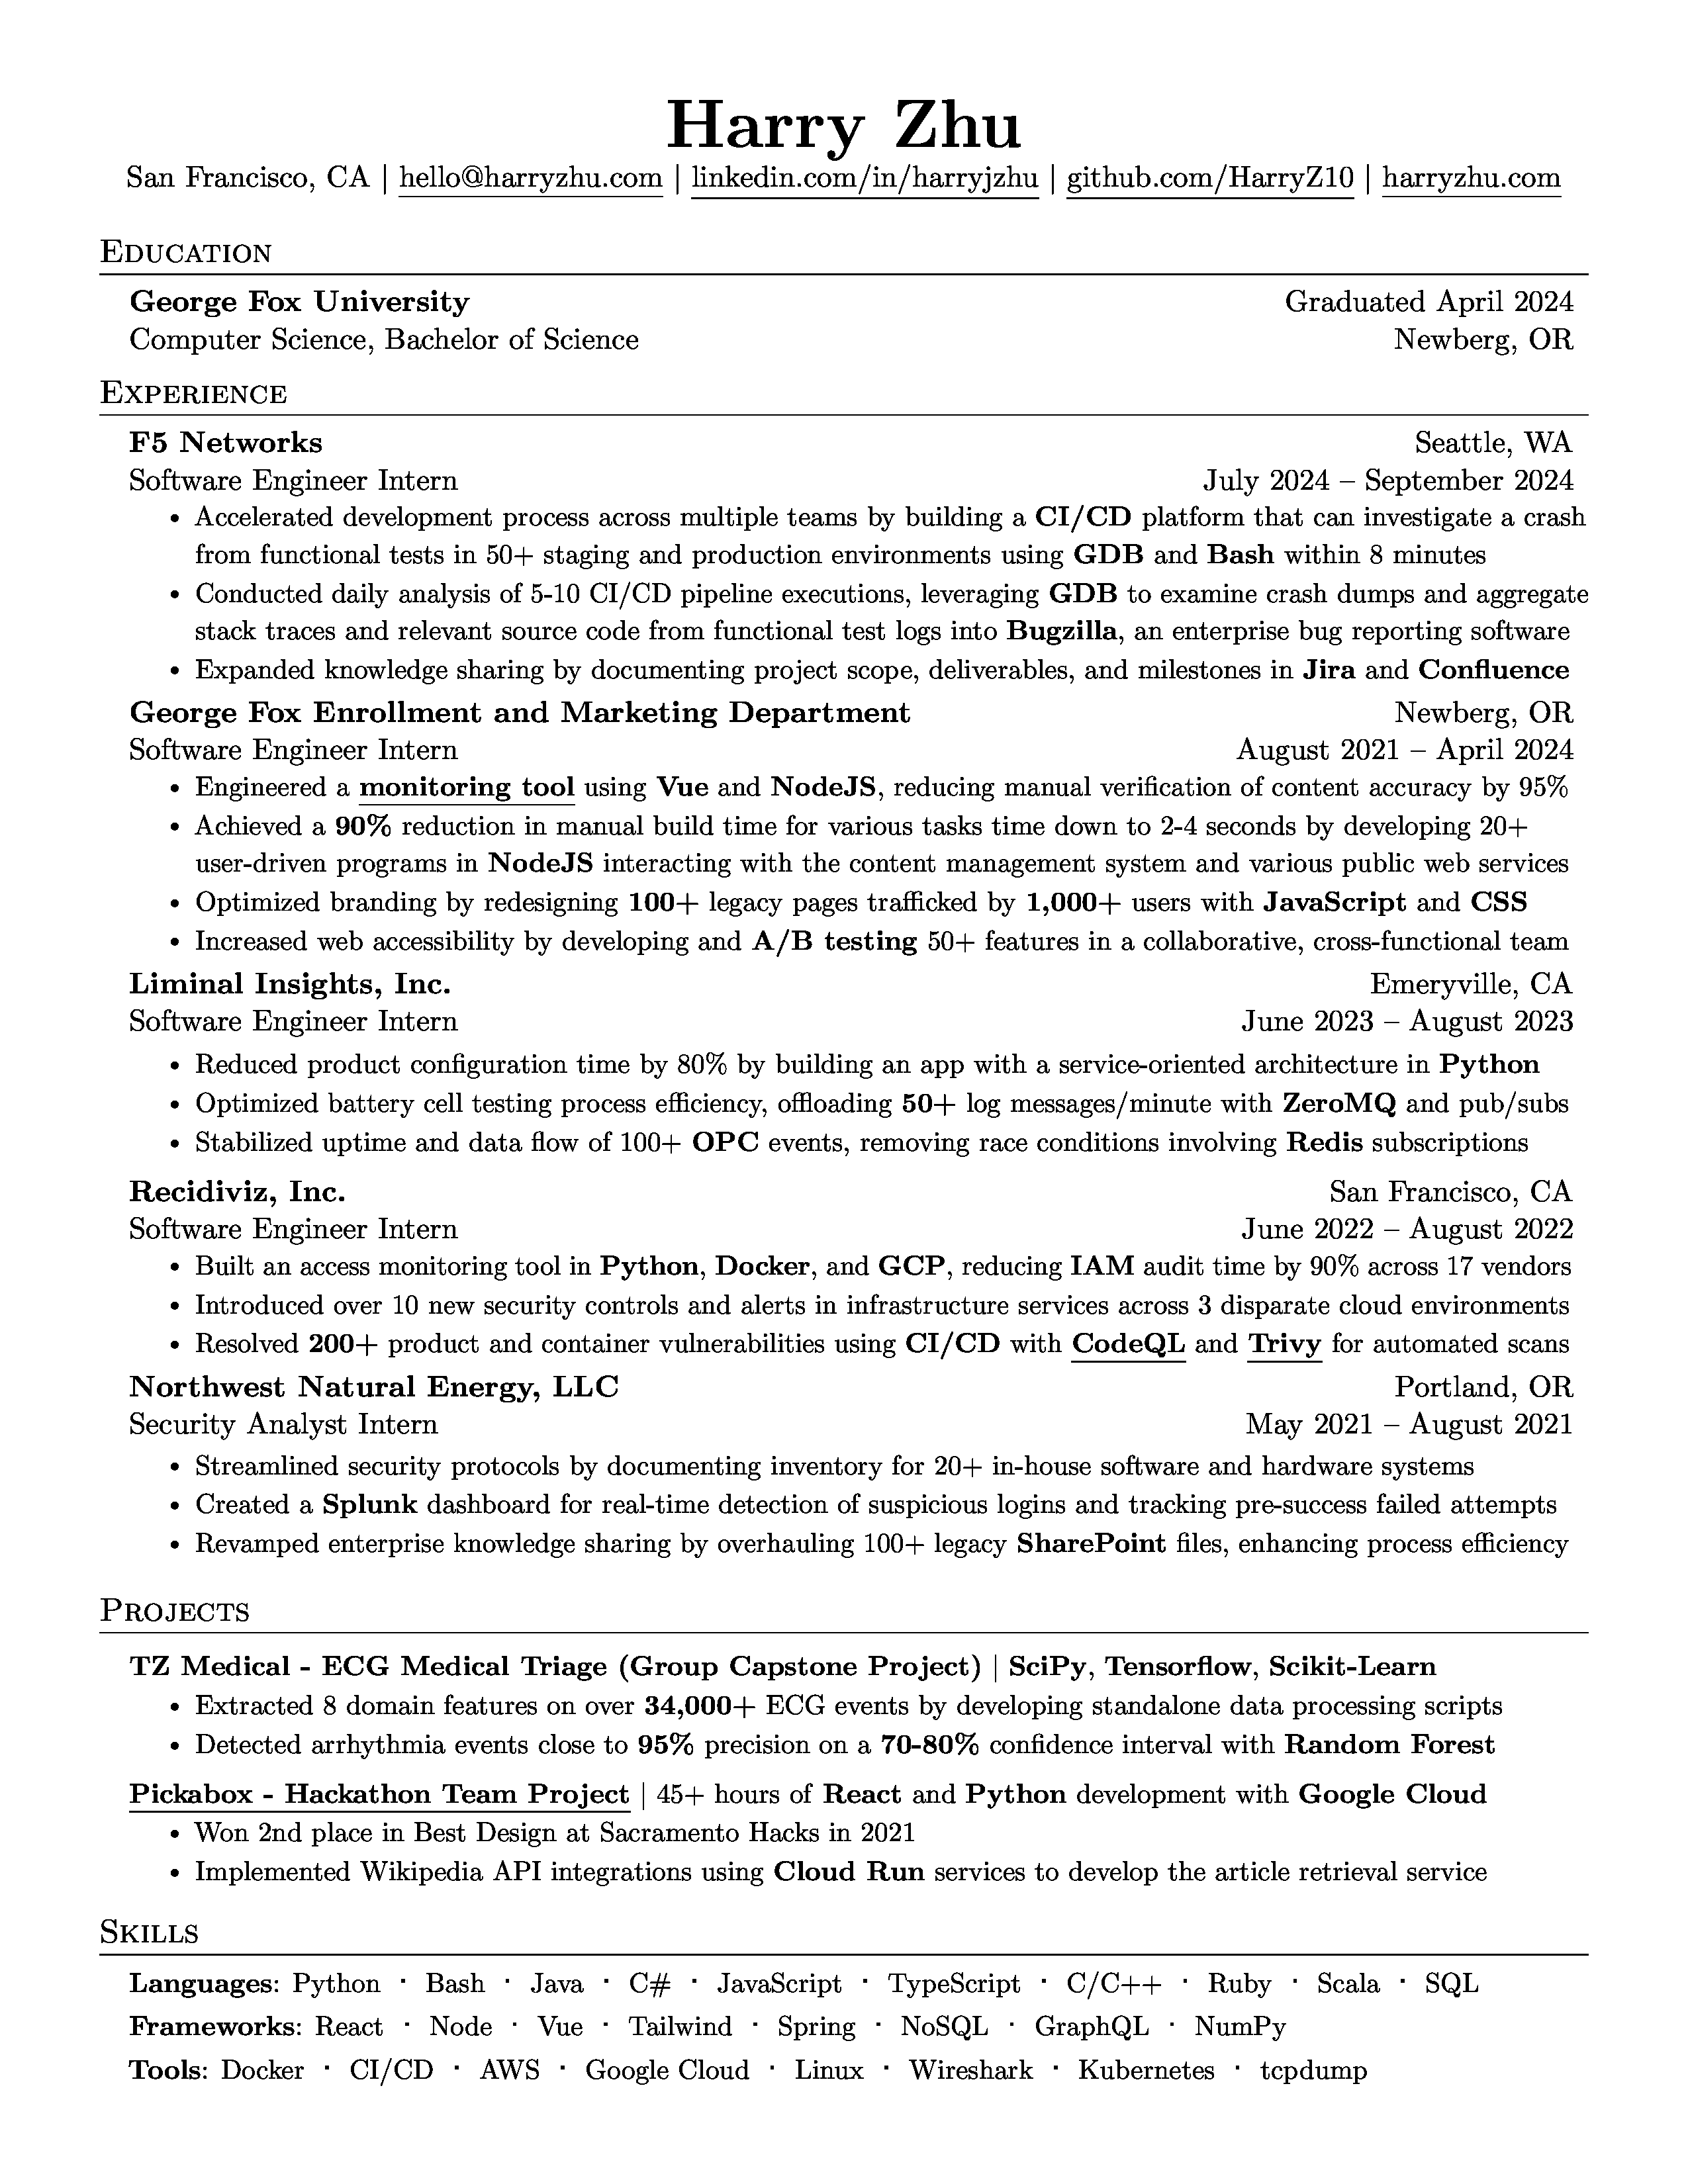 Harry Zhu
San Francisco, CA | hello@harryzhu.com | linkedin.com/in/harryjzhu | github.com/HarryZ10 | harryzhu.com
Education
George Fox University Graduated April 2024
Computer Science, Bachelor of Science Newberg, OR
Experience
F5 Networks Seattle, WA
Software Engineer Intern July 2024 – September 2024
• Accelerated development process across multiple teams by building a CI/CD platform that can investigate a crash
from functional tests in 50+ staging and production environments using GDB and Bash within 8 minutes
• Conducted daily analysis of 5-10 CI/CD pipeline executions, leveraging GDB to examine crash dumps and aggregate
stack traces and relevant source code from functional test logs into Bugzilla, an enterprise bug reporting software
• Expanded knowledge sharing by documenting project scope, deliverables, and milestones in Jira and Confluence
George Fox Enrollment and Marketing Department Newberg, OR
Software Engineer Intern August 2021 – April 2024
• Engineered a monitoring tool using Vue and NodeJS, reducing manual verification of content accuracy by 95%
• Achieved a 90% reduction in manual build time for various tasks time down to 2-4 seconds by developing 20+
user-driven programs in NodeJS interacting with the content management system and various public web services
• Optimized branding by redesigning 100+ legacy pages trafficked by 1,000+ users with JavaScript and CSS
• Increased web accessibility by developing and A/B testing 50+ features in a collaborative, cross-functional team
Liminal Insights, Inc. Emeryville, CA
Software Engineer Intern June 2023 – August 2023
• Reduced product configuration time by 80% by building an app with a service-oriented architecture in Python
• Optimized battery cell testing process efficiency, offloading 50+ log messages/minute with ZeroMQ and pub/subs
• Stabilized uptime and data flow of 100+ OPC events, removing race conditions involving Redis subscriptions
Recidiviz, Inc. San Francisco, CA
Software Engineer Intern June 2022 – August 2022
• Built an access monitoring tool in Python, Docker, and GCP, reducing IAM audit time by 90% across 17 vendors
• Introduced over 10 new security controls and alerts in infrastructure services across 3 disparate cloud environments
• Resolved 200+ product and container vulnerabilities using CI/CD with CodeQL and Trivy for automated scans
Northwest Natural Energy, LLC Portland, OR
Security Analyst Intern May 2021 – August 2021
• Streamlined security protocols by documenting inventory for 20+ in-house software and hardware systems
• Created a Splunk dashboard for real-time detection of suspicious logins and tracking pre-success failed attempts
• Revamped enterprise knowledge sharing by overhauling 100+ legacy SharePoint files, enhancing process efficiency
Projects
TZ Medical - ECG Medical Triage (Group Capstone Project) | SciPy, Tensorflow, Scikit-Learn
• Extracted 8 domain features on over 34,000+ ECG events by developing standalone data processing scripts
• Detected arrhythmia events close to 95% precision on a 70-80% confidence interval with Random Forest
Pickabox - Hackathon Team Project | 45+ hours of React and Python development with Google Cloud
• Won 2nd place in Best Design at Sacramento Hacks in 2021
• Implemented Wikipedia API integrations using Cloud Run services to develop the article retrieval service
Skills
Languages: Python · Bash · Java · C# · JavaScript · TypeScript · C/C++ · Ruby · Scala · SQL
Frameworks: React · Node · Vue · Tailwind · Spring · NoSQL · GraphQL · NumPy
Tools: Docker · CI/CD · AWS · Google Cloud · Linux · Wireshark · Kubernetes · tcpdump